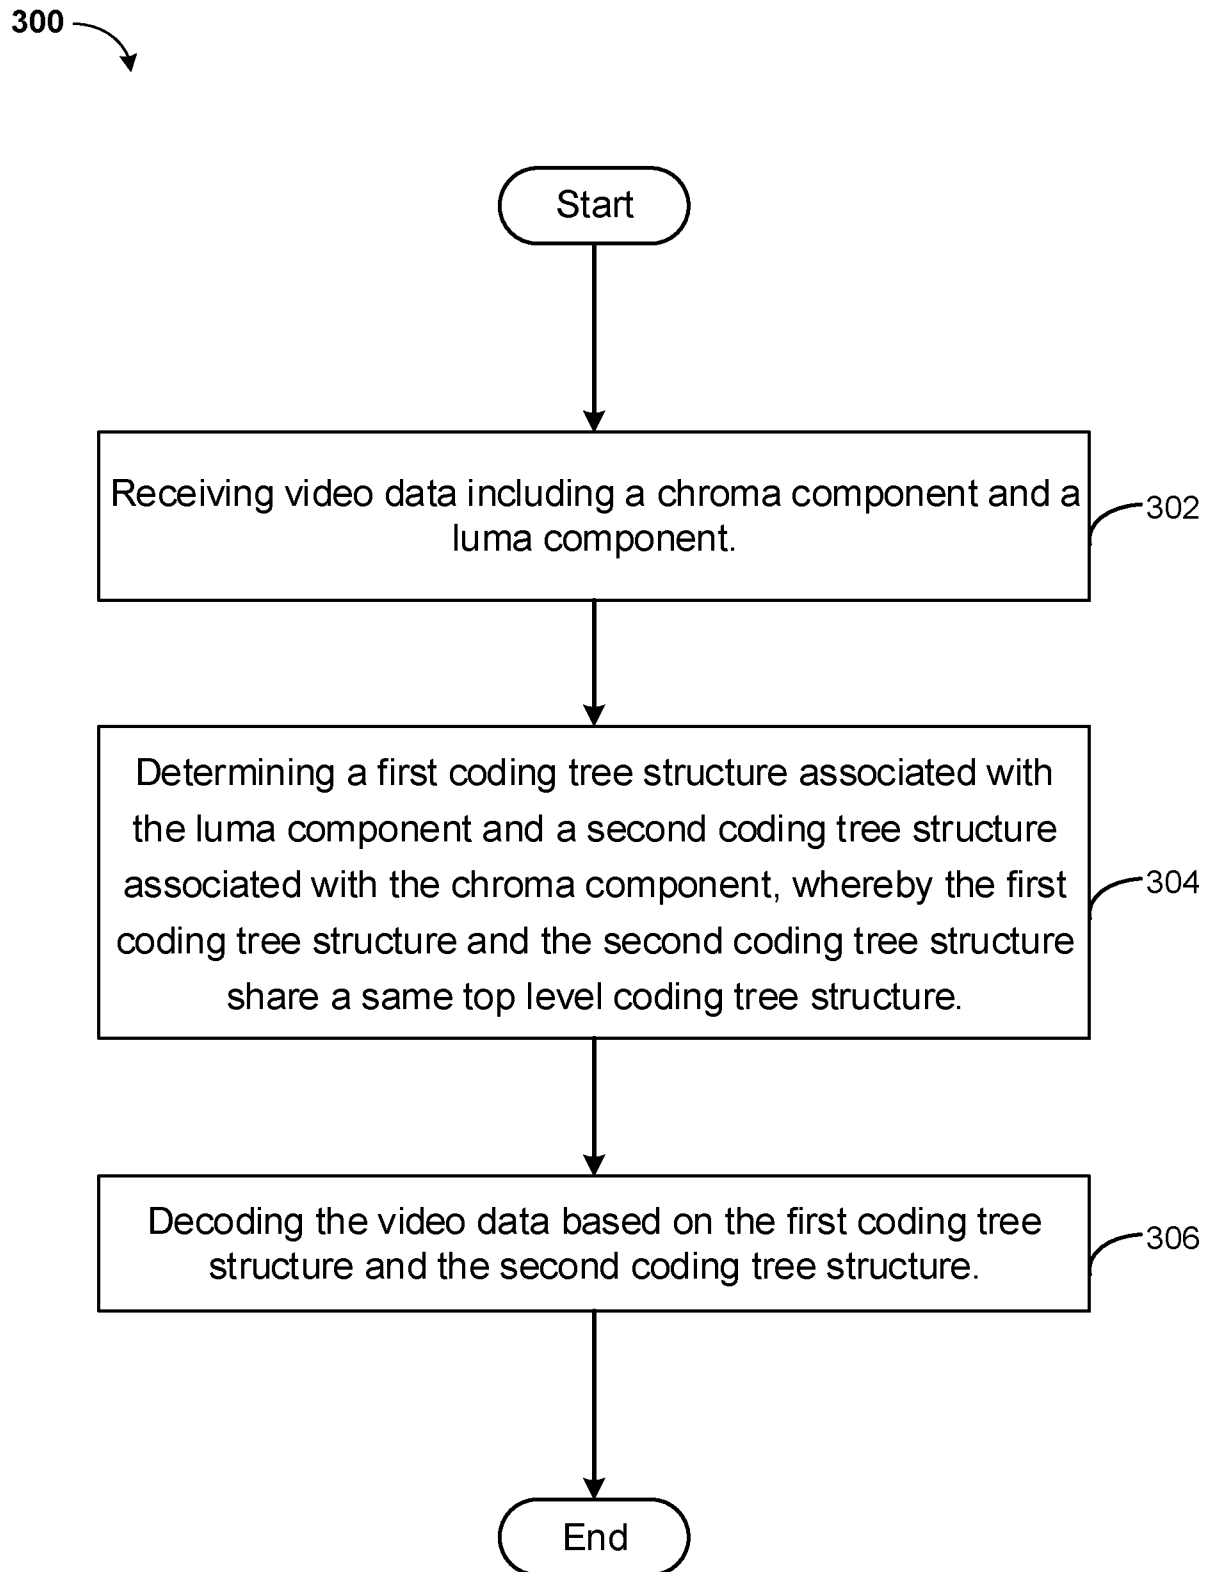 300
Start
Receiving video data including a chroma component and a
luma component.
302
Determining a first coding tree structure associated with
the luma component and a second coding tree structure
associated with the chroma component, whereby the first
coding tree structure and the second coding tree structure
share a same top level coding tree structure.
304
Decoding the video data based on the first coding tree
structure and the second coding tree structure.
306
End